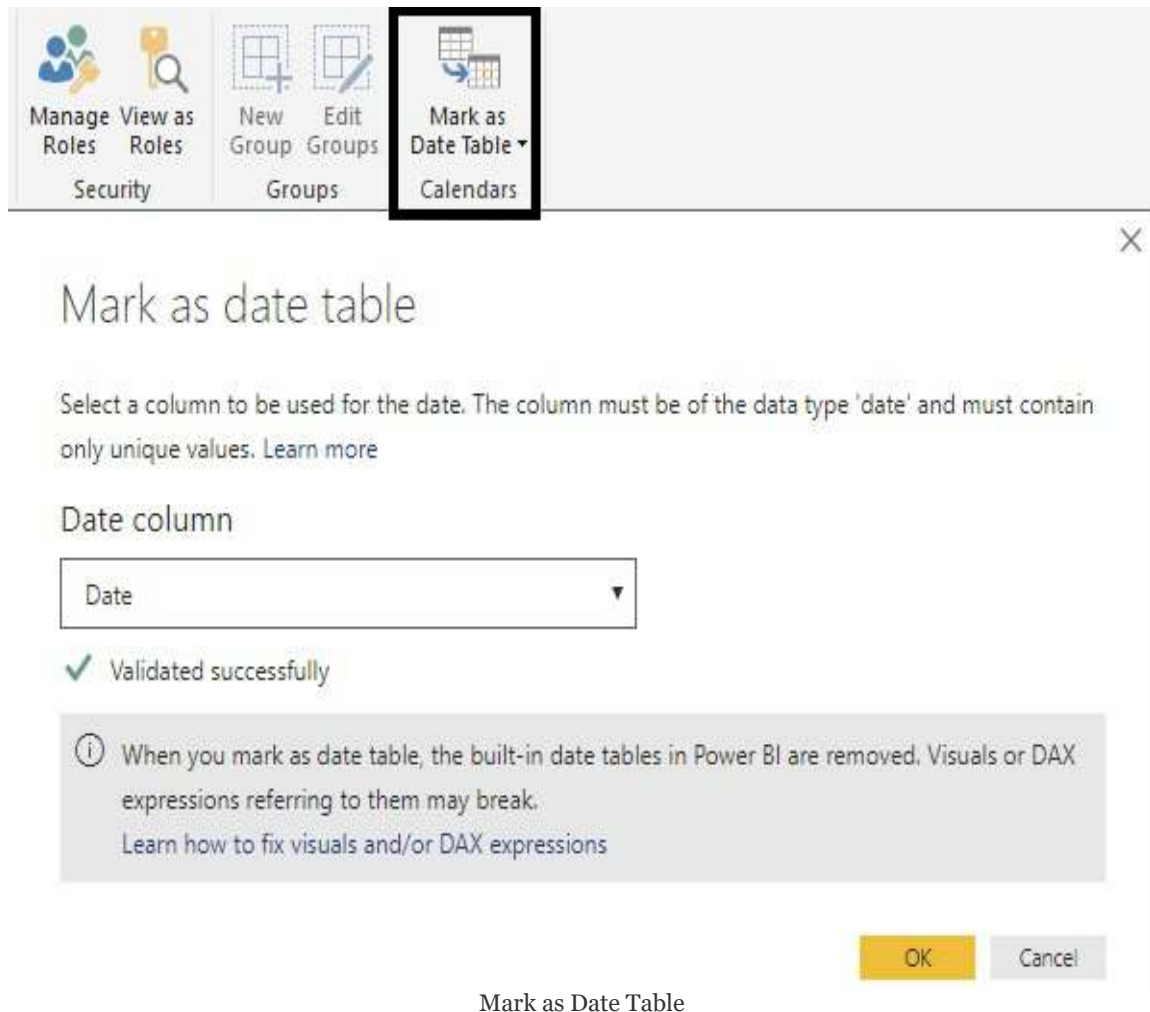 Manage View as New Edit Mark as
Roles Roles Group Groups Date Table
Security Groups Calendars
Mark as date table
Select a column to be used for the date. The column must be of the data type 'date' and must contain
only unique values. Learn more
Date column
Date
Validated successfully
When you mark as date table, the built-in date tables in Power BI are removed. Visuals or DAX
expressions referring to them may break.
Learn how to fix visuals and/or DAX expressions
OK Cancel
Mark as Date Table